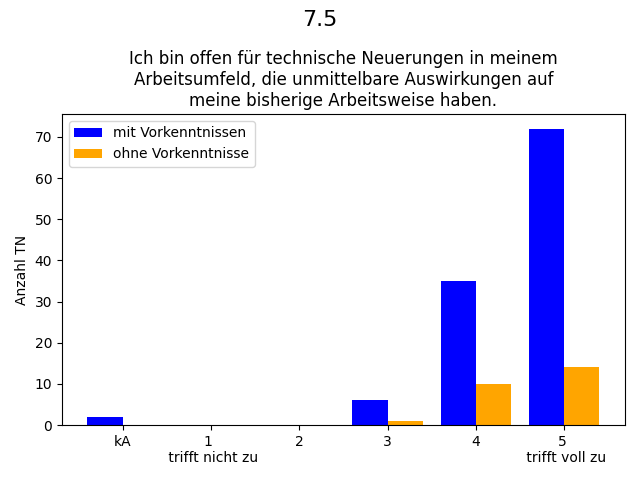 7.5
Ich bin offen für technische Neuerungen in meinem
Arbeitsumfeld, die unmittelbare Auswirkungen auf
meine bisherige Arbeitsweise haben.
mit Vorkenntnissen
ohne Vorkenntnisse
Anzahl TN
70
60
50
40
30
20
10
0
kA 1 2 3 4 5
trifft nicht zu trifft voll zu